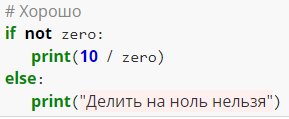 # Хорошо
if not zero:
    print(10 / zero)
else:
    print("Делить на ноль нельзя")